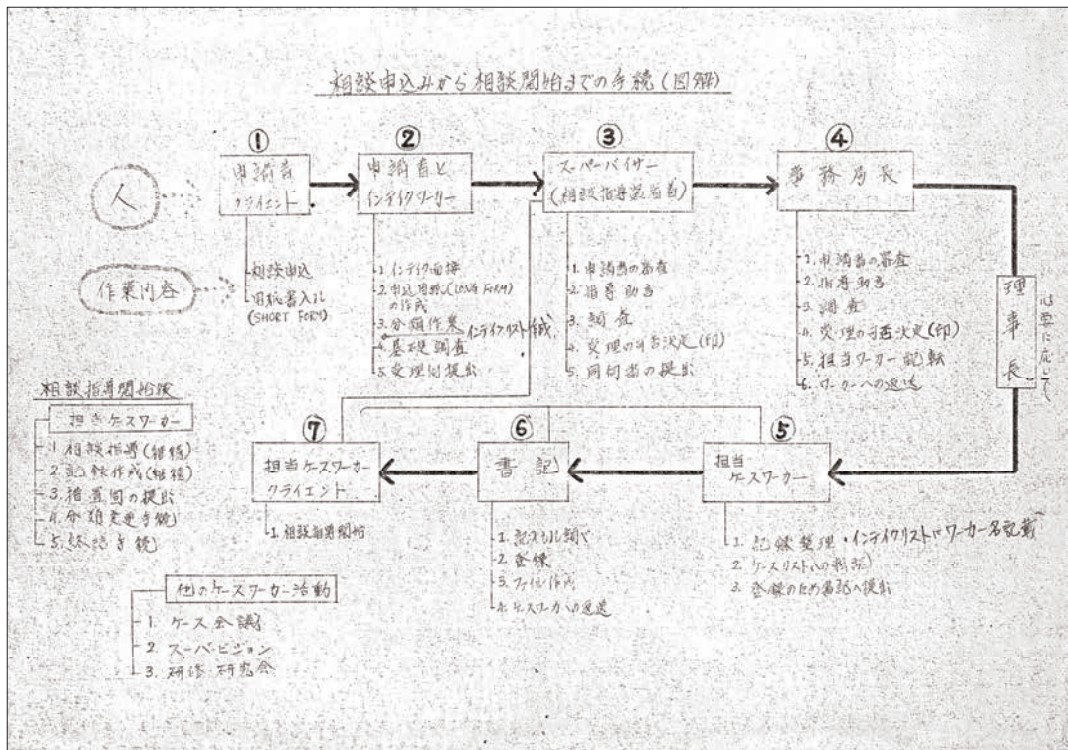 相談申込みから相談開始までの手続(図解)
人
作業内容
①
申請者
クライエント
相談申込
用紙書入れ
(SHORT FORM)
②
申請者と
インテイクワーカー
1. インテイク面接
2. 申込用紙(LONG FORM)
の作成
3. 分類作業
インテイクリスト作成
4. 基礎調査
5. 受理伺提出
③
スーパーバイザー
(相談指導
1. 申請書の審査
2. 指導助言
3. 調査
4. 受理の可否決定(印)
5. 同伺書の提出
④
事務局長
1. 申請書の審査
2. 指導助言
3. 調査
4. 受理の可否決定(印)
5. 担当ワーカー配転
6. ワーカーへの返送
理事長
必要に応じて
⑤
担当
ケースワーカー
1. 記録整理・インテイクリストにワーカー名記載
2. ケースリストへの
3. 登録のため書記へ提出
⑥
書記
1.
2. 登録
3. ファイル作成
4. ケースワーカーへの返送
⑦
担当ケースワーカー
クライエント
1. 相談指導開始
相談指導開始後
担当ケースワーカー
1 相談指導(継続)
2. 記録作成(継続)
3. 措置伺の提出
4. 分類変更手続
5. 終結手続
他のケースワーカー活動
1. ケース会議
2. スーパービジョン
3. 研修 研究会